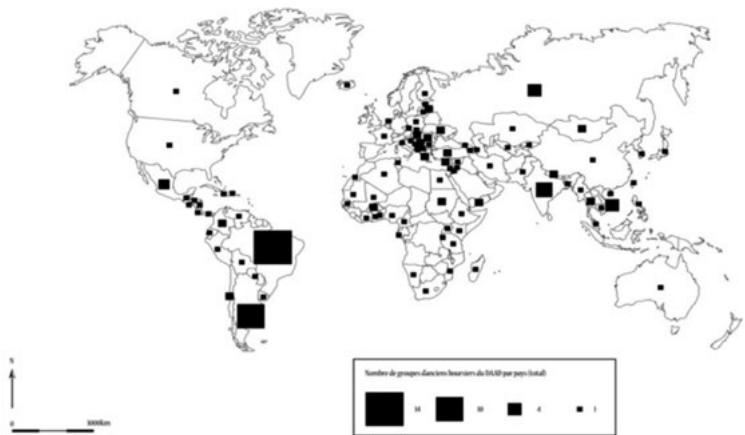 N
0
3000km
Nombre de groupes d'anciens boursiers du DAAD par pays (total)
14 10 4 1